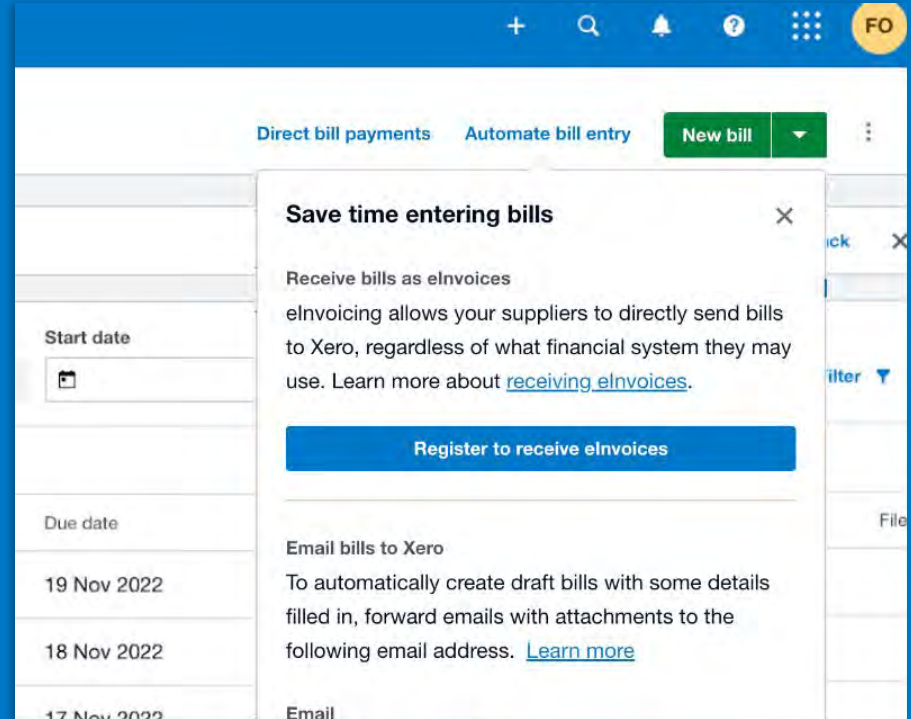 FO
Direct bill payments
Automate bill entry
New bill
Save time entering bills
Receive bills as eInvoices
eInvoicing allows your suppliers to directly send bills
to Xero, regardless of what financial system they may
use. Learn more about receiving eInvoices.
Register to receive eInvoices
Email bills to Xero
To automatically create draft bills with some details
filled in, forward emails with attachments to the
following email address. Learn more
Email
Start date
Due date
File
19 Nov 2022
18 Nov 2022
17 Nov 2022